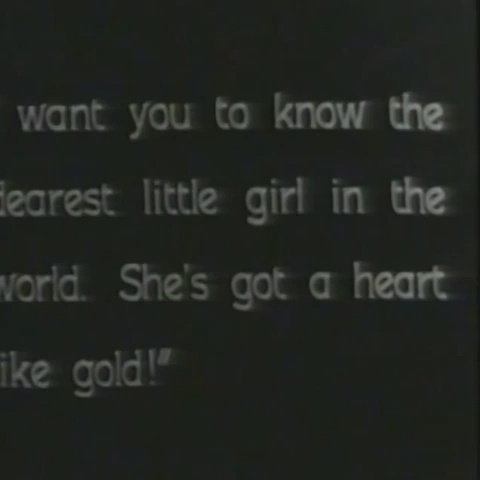 want you to know the
dearest little girl in the
world. She's got a heart
like gold!"